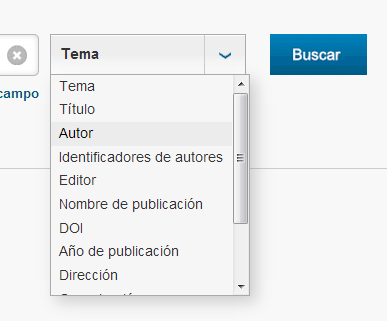 Tema
Buscar
campo
Tema
Título
Autor
Identificadores de autores
Editor
Nombre de publicación
DOI
Año de publicación
Dirección